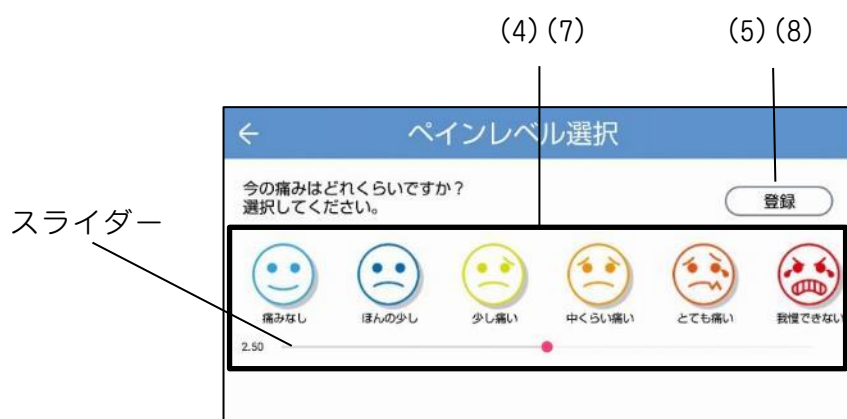 (4)(7)
(5)(8)
ペインレベル選択
今の痛みはどれくらいですか？
選択してください。
登録
スライダー
痛みなし
ほんの少し
少し痛い
中くらい痛い
とても痛い
我慢できない
2.50